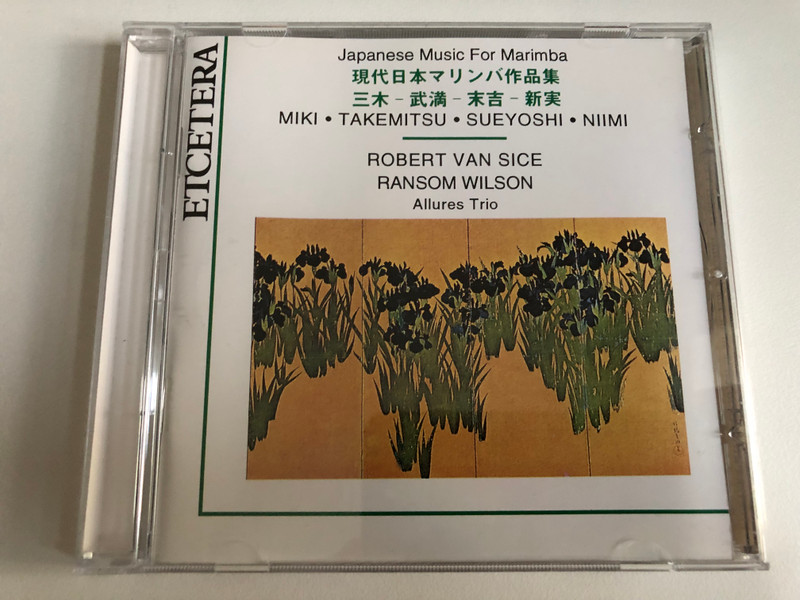 Japanese Music For Marimba
現代日本マリンバ作品集
三木 - 武満 - 末吉 - 新実
MIKI • TAKEMITSU • SUEYOSHI • NIIMI
ROBERT VAN SICE
RANSOM WILSON
Allures Trio
ETCETERA